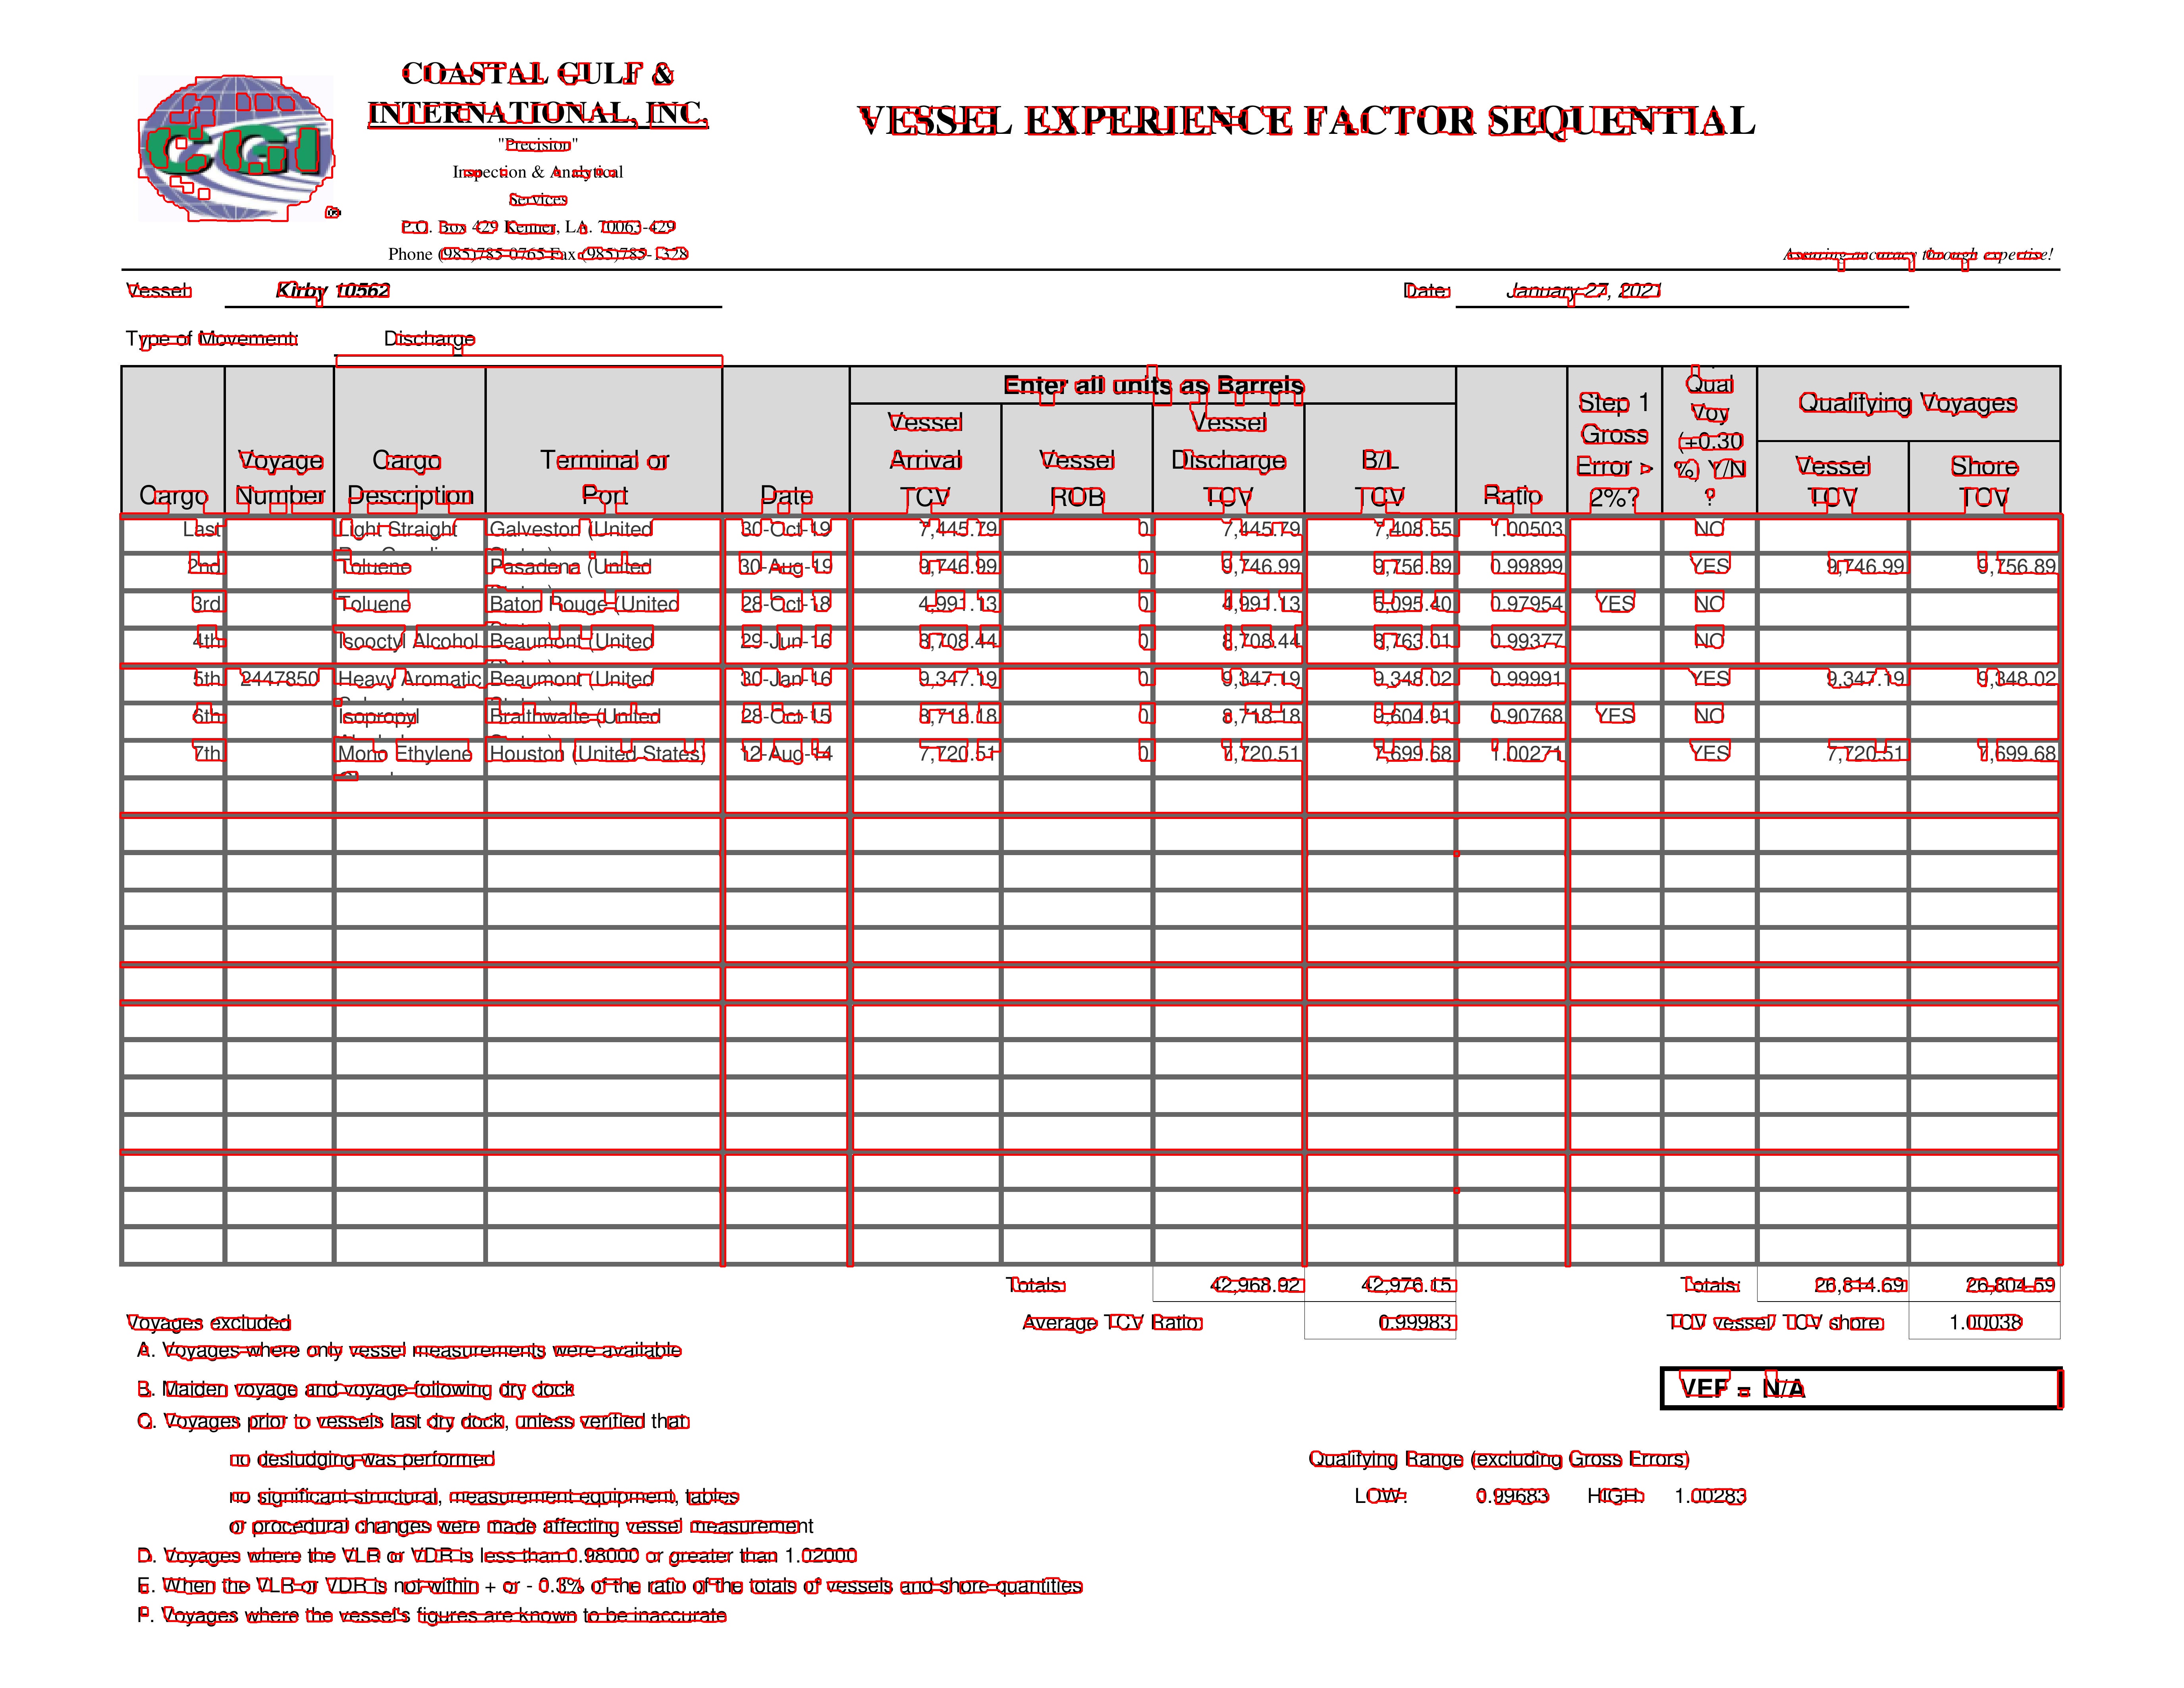 COASTAL GULF &
INTERNATIONAL, INC.
"Precision"
Inspection & Analytical
Services
P.O. Box 429 Kenner, LA. 70063-429
Phone (985)785-0765 Fax (985)785-1328
CGI
VESSEL EXPERIENCE FACTOR SEQUENTIAL
Assuring accuracy through expertise!
Vessel: Kirby 10562 Date: January 27, 2021
Type of Movement: Discharge
Cargo Voyage Number Cargo Description Terminal or Port Date Enter all units as Barrels Vessel Arrival TCV Vessel ROB Vessel Discharge TCV B/L TCV Ratio Step 1 Gross Error > 2%? Qual Voy (+0.30 %) Y/N ? Qualifying Voyages Vessel TCV Shore TCV
Last Light Straight Galveston (United 30-Oct-19 7,445.79 0 7,445.79 7,408.55 1.00503 NO
2nd Toluene Pasadena (United 30-Aug-19 9,746.99 0 9,746.99 9,756.89 0.99899 YES 9,746.99 9,756.89
3rd Toluene Baton Rouge (United 28-Oct-18 4,991.13 0 4,991.13 5,095.40 0.97954 YES NO
4th Isooctyl Alcohol Beaumont (United 29-Jun-16 8,708.44 0 8,708.44 8,763.01 0.99377 NO
5th 2447850 Heavy Aromatic Beaumont (United 30-Jan-16 9,347.19 0 9,347.19 9,348.02 0.99991 YES 9,347.19 9,348.02
6th Isopropyl Braithwaite (United 28-Oct-15 8,718.18 0 8,718.18 9,604.91 0.90768 YES NO
7th Mono Ethylene Houston (United States) 12-Aug-14 7,720.51 0 7,720.51 7,699.68 1.00271 YES 7,720.51 7,699.68
Totals: 42,968.92 42,976.15 Totals: 26,814.69 26,804.59
Voyages excluded Average TCV Ratio 0.99983 TCV vessel/ TCV shore 1.00038
A. Voyages where only vessel measurements were available
B. Maiden voyage and voyage following dry dock
VEF = N/A
C. Voyages prior to vessels last dry dock, unless verified that:
no desludging was performed
Qualifying Range (excluding Gross Errors)
no significant structural, measurement equipment, tables
LOW: 0.99683 HIGH: 1.00283
or procedural changes were made affecting vessel measurement
D. Voyages where the VLR or VDR is less than 0.98000 or greater than 1.02000
E. When the VLR or VDR is not within + or - 0.3% of the ratio of the totals of vessels and shore quantities
F. Voyages where the vessel's figures are known to be inaccurate